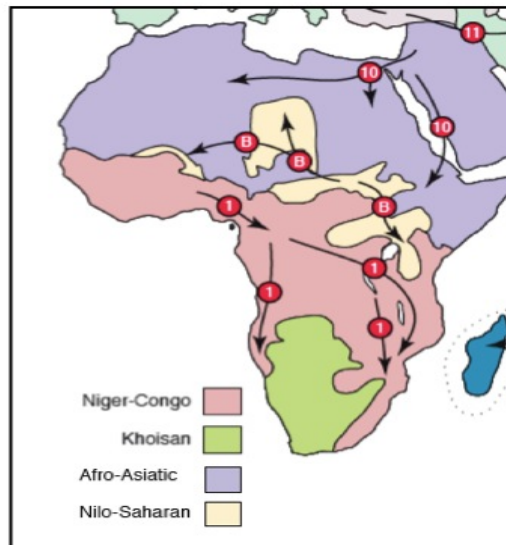 11
10
10
B
B
B
1
1
1
1
Niger-Congo
Khoisan
Afro-Asiatic
Nilo-Saharan